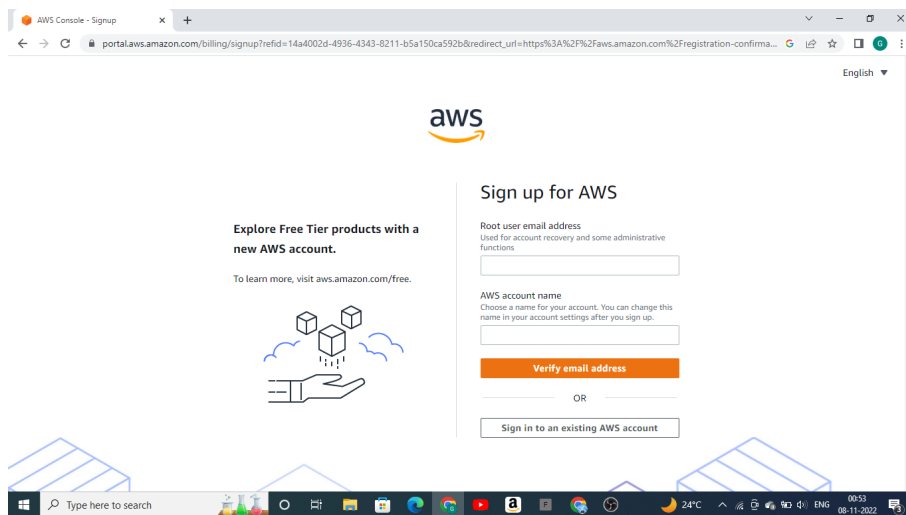 AWS Console - Signup
portal.aws.amazon.com/billing/signup?refid=14a4002d-4936-4343-8211-b5a150ca592b&redirect_url=https%3A%2F%2Faws.amazon.com%2Fregistration-confirma...
G
English
aws
Explore Free Tier products with a
new AWS account.
To learn more, visit aws.amazon.com/free.
Sign up for AWS
Root user email address
Used for account recovery and some administrative
functions
AWS account name
Choose a name for your account. You can change this
name in your account settings after you sign up.
Verify email address
OR
Sign in to an existing AWS account
Type here to search
24°C
ENG
00:53
08-11-2022
3